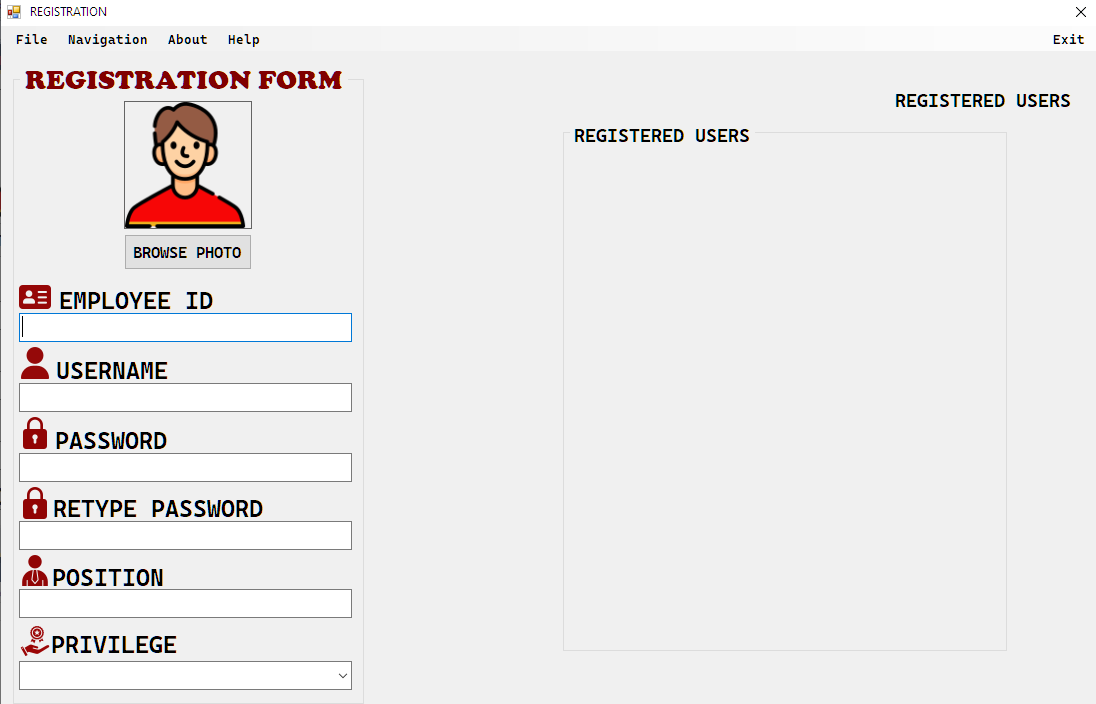 REGISTRATION
File Navigation About Help Exit
REGISTRATION FORM
BROWSE PHOTO
EMPLOYEE ID
USERNAME
PASSWORD
RETYPE PASSWORD
POSITION
PRIVILEGE
REGISTERED USERS
REGISTERED USERS